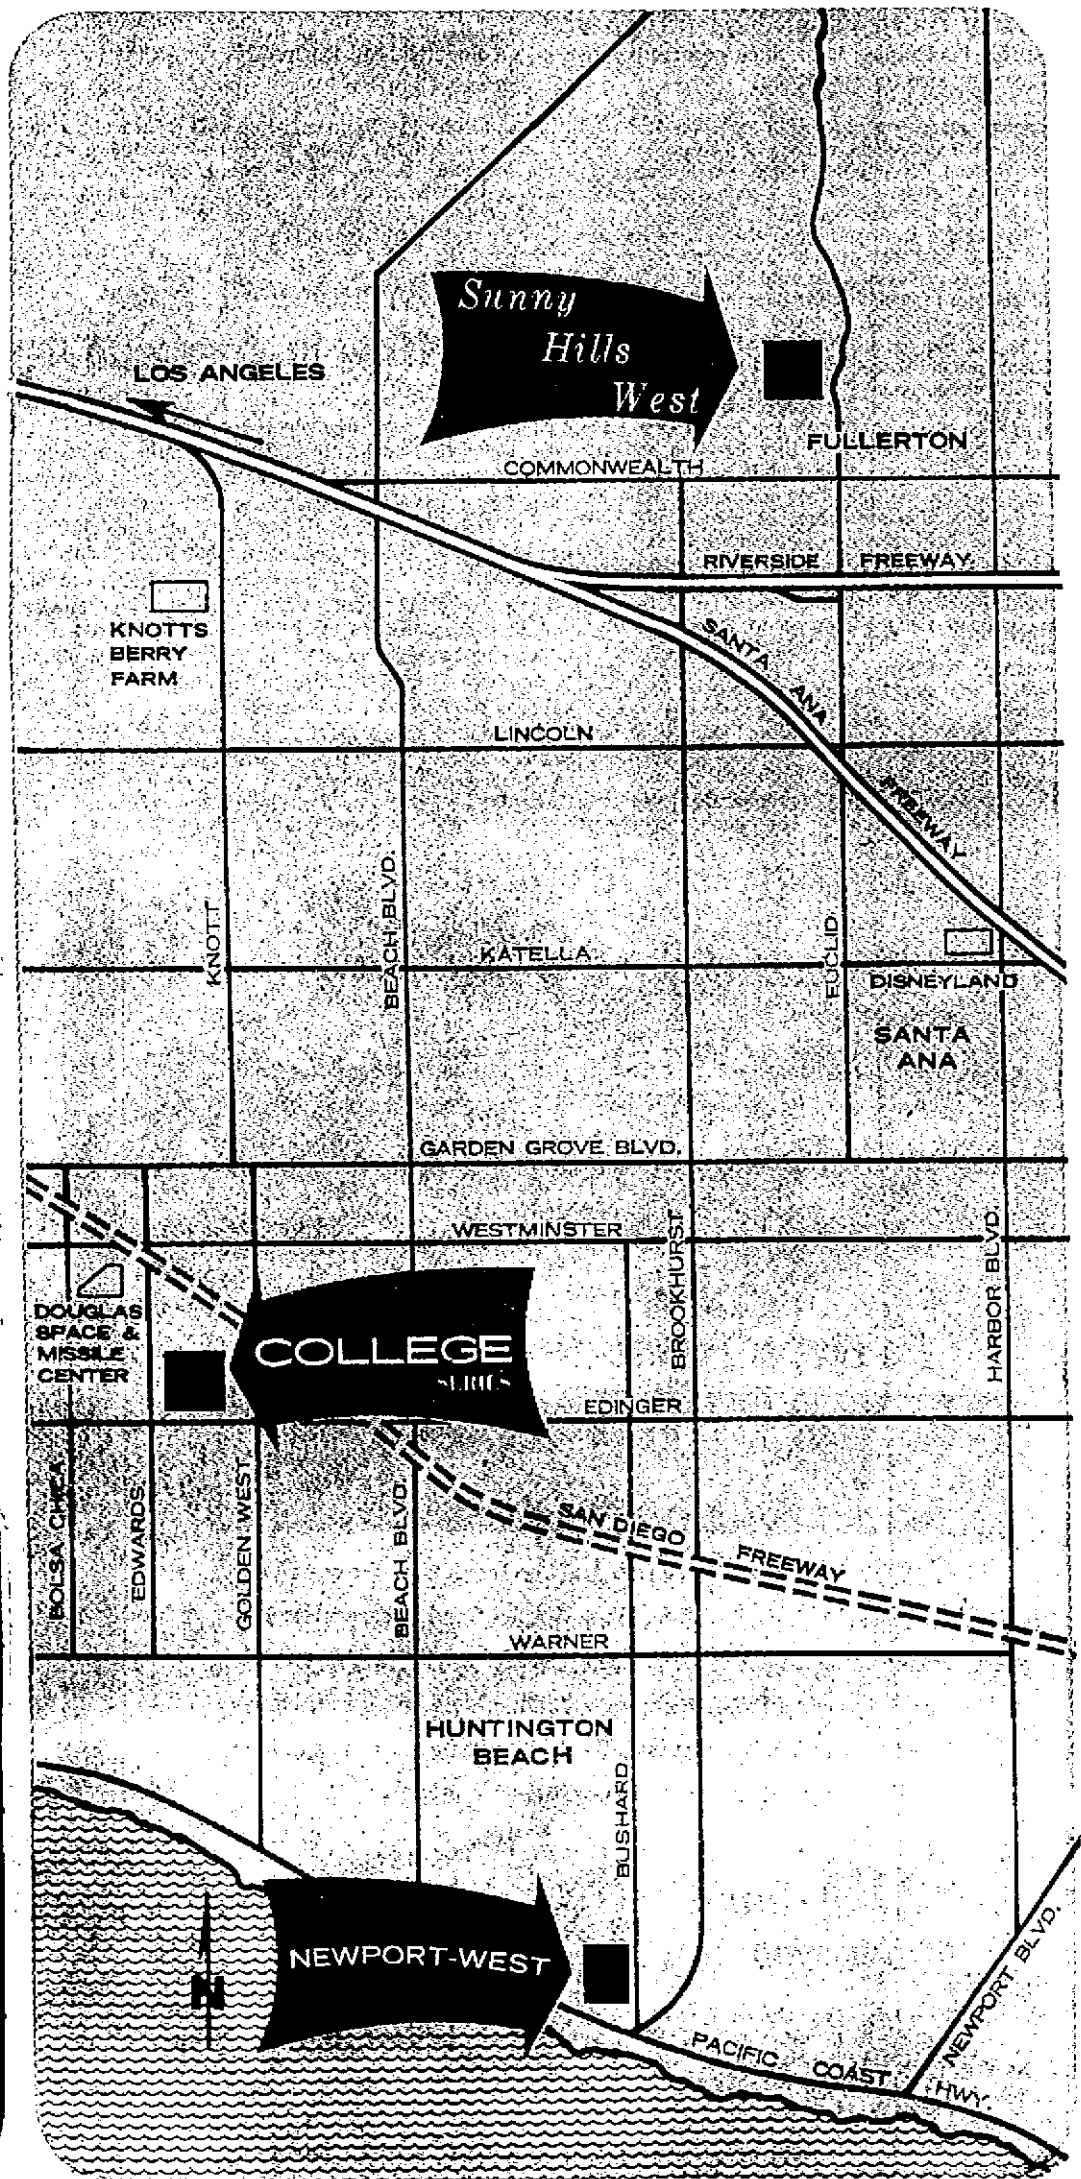 Sunny
Hills
West
LOS ANGELES
FULLERTON
COMMONWEALTH
RIVERSIDE FREEWAY
KNOTTS
BERRY
FARM
SANTA ANA FREEWAY
LINCOLN
KNOTT
BEACH BLVD.
KATELLA
EUCLID
DISNEYLAND
SANTA
ANA
GARDEN GROVE BLVD.
WESTMINSTER
BROOKHURST
HARBOR BLVD.
DOUGLAS
SPACE &
MISSILE
CENTER
COLLEGE
SERIES
EDINGER
BOLSA CHICA
EDWARDS
GOLDEN WEST
BEACH BLVD.
SAN DIEGO FREEWAY
WARNER
HUNTINGTON
BEACH
BUSHARD
NEWPORT-WEST
N
NEWPORT BLVD.
PACIFIC COAST HWY.